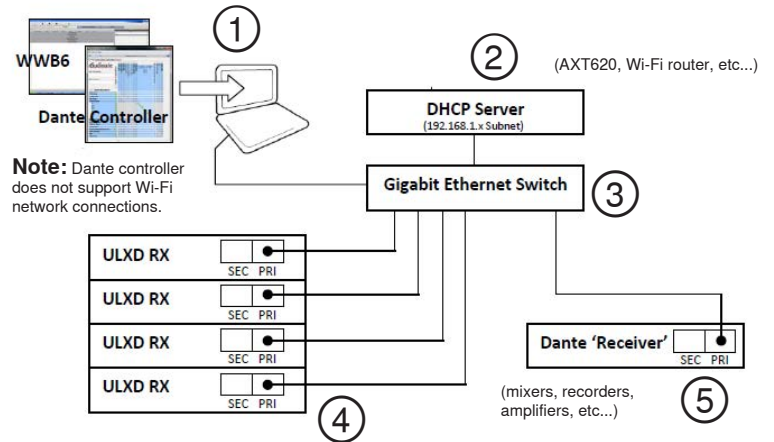 1
WWB6
Dante Controller
Note: Dante controller
does not support Wi-Fi
network connections.
2
(AXT620, Wi-Fi router, etc...)
DHCP Server
(192.168.1.x Subnet)
Gigabit Ethernet Switch
3
ULXD RX
SEC PRI
ULXD RX
SEC PRI
ULXD RX
SEC PRI
ULXD RX
SEC PRI
4
Dante ‘Receiver’
SEC PRI
(mixers, recorders,
amplifiers, etc...)
5